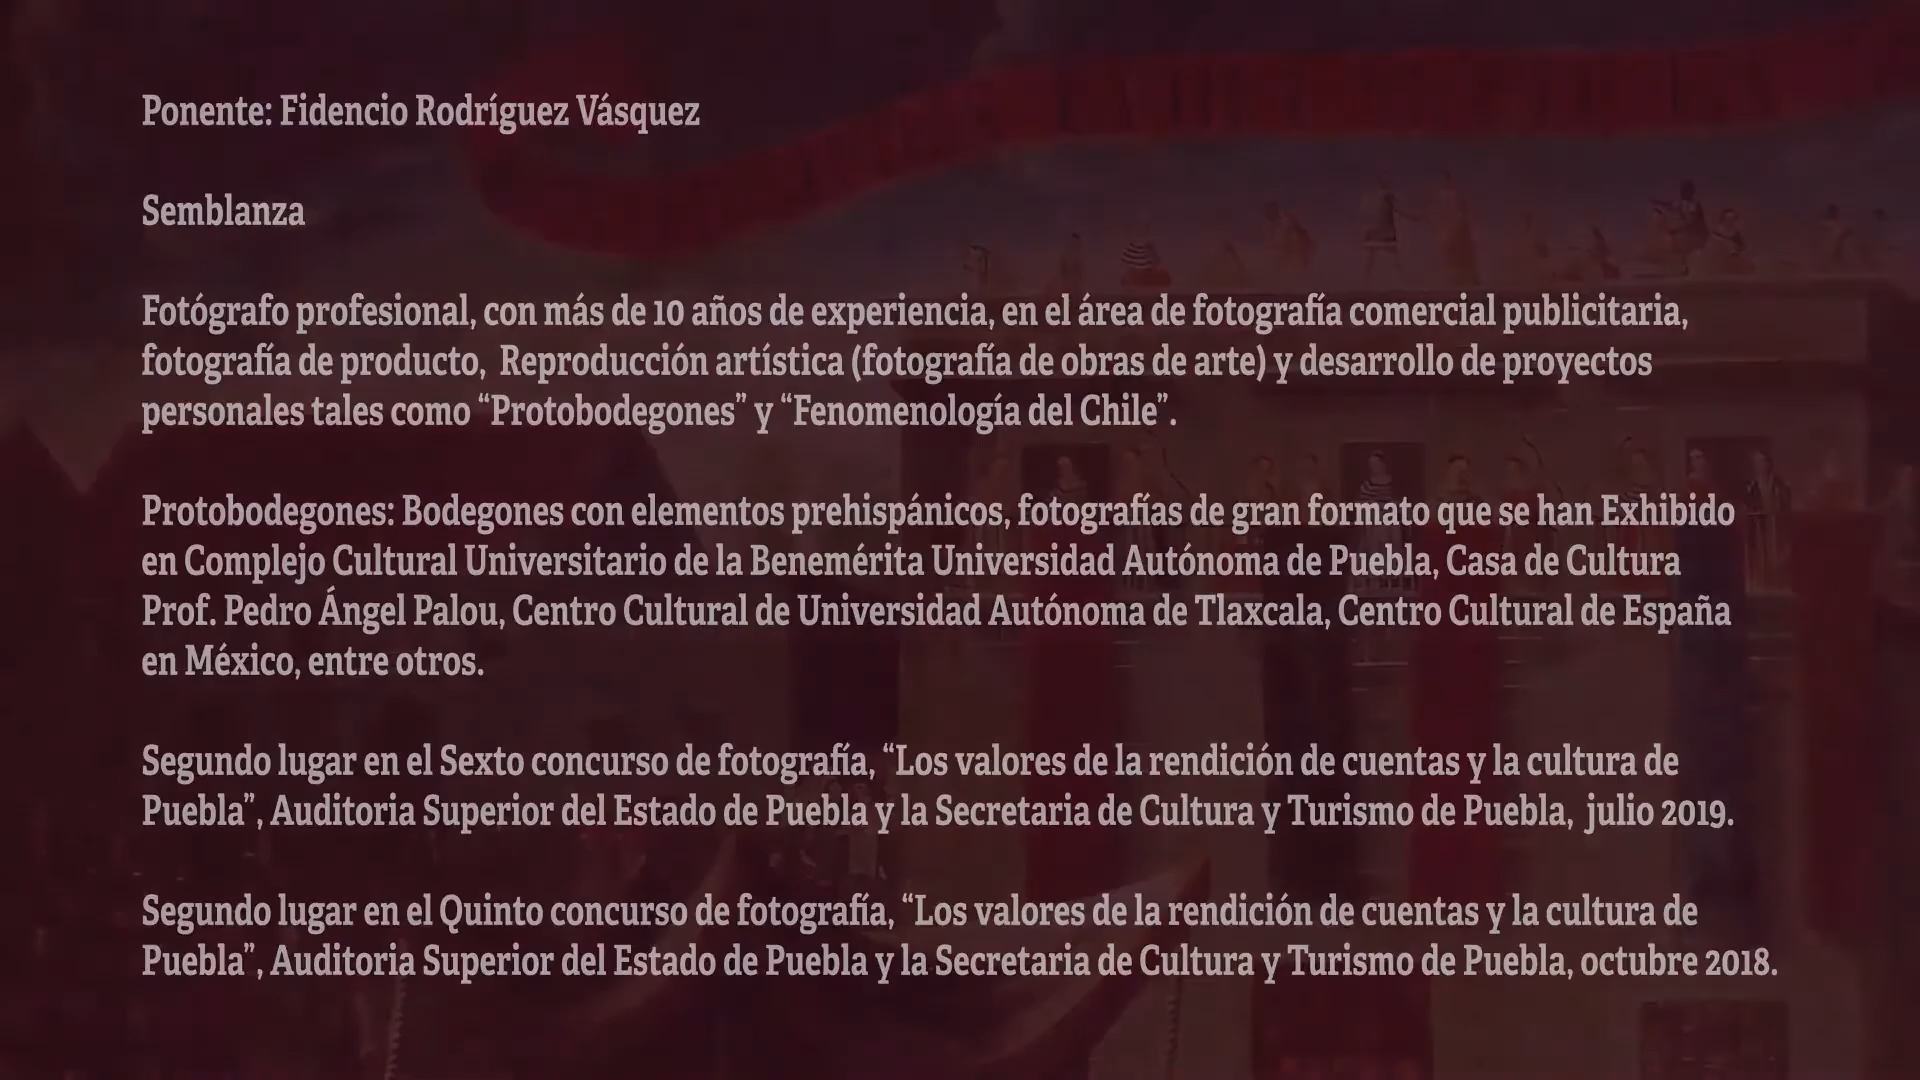 Ponente: Fidencio Rodríguez Vásquez
Semblanza
Fotógrafo profesional, con más de 10 años de experiencia, en el área de fotografía comercial publicitaria,
fotografía de producto, Reproducción artística (fotografía de obras de arte) y desarrollo de proyectos
personales tales como “Protobodegones” y “Fenomenología del Chile”.
Protobodegones: Bodegones con elementos prehispánicos, fotografías de gran formato que se han Exhibido
en Complejo Cultural Universitario de la Benemérita Universidad Autónoma de Puebla, Casa de Cultura
Prof. Pedro Ángel Palou, Centro Cultural de Universidad Autónoma de Tlaxcala, Centro Cultural de España
en México, entre otros.
Segundo lugar en el Sexto concurso de fotografía, “Los valores de la rendición de cuentas y la cultura de
Puebla”, Auditoria Superior del Estado de Puebla y la Secretaria de Cultura y Turismo de Puebla, julio 2019.
Segundo lugar en el Quinto concurso de fotografía, “Los valores de la rendición de cuentas y la cultura de
Puebla”, Auditoria Superior del Estado de Puebla y la Secretaria de Cultura y Turismo de Puebla, octubre 2018.